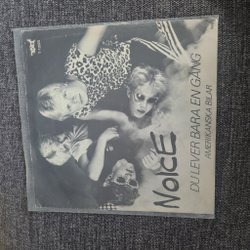 NOICE
DU LEVER BARA EN GÅNG
AMERIKANSKA BILAR